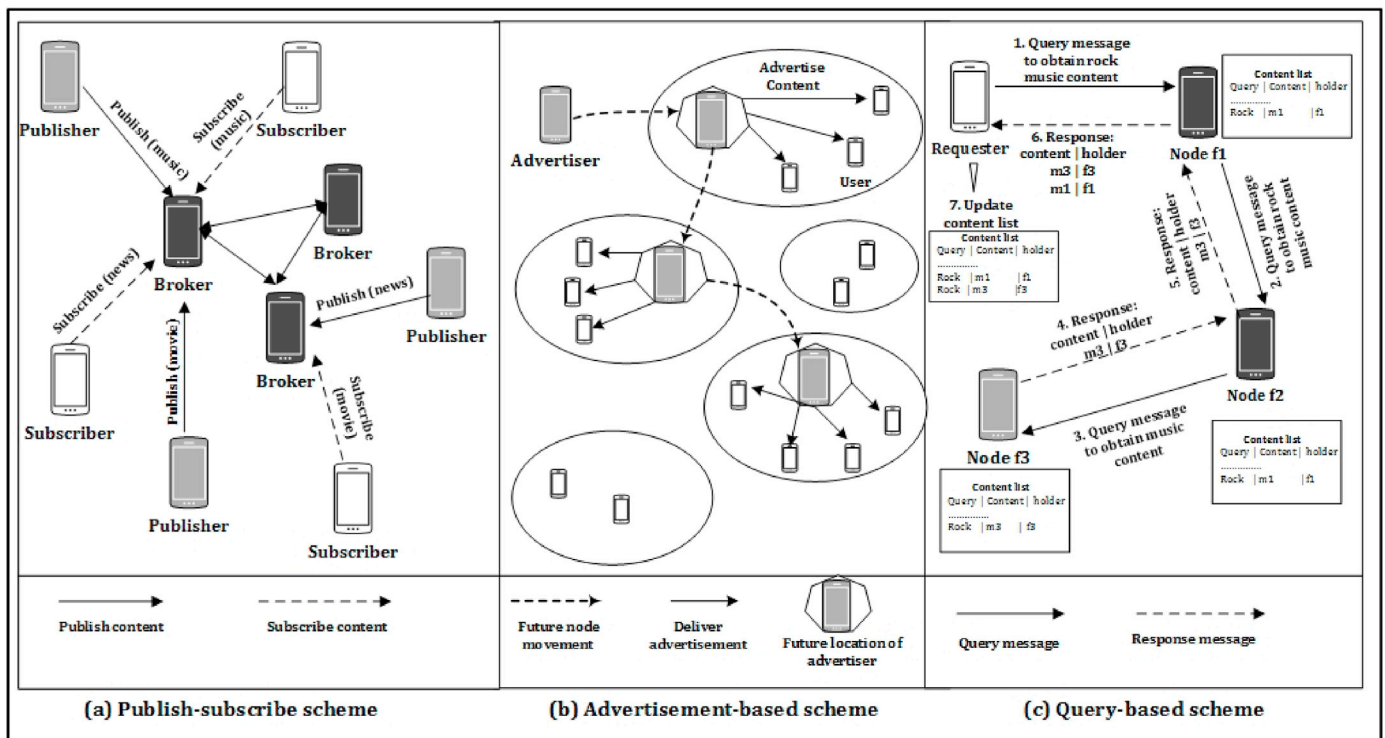 Publisher
Publish (music)
Subscribe
(music)
Subscriber
Broker
Broker
Subscribe (news)
Publish (news)
Publisher
Broker
Subscriber
Publish (movie)
Subscribe
(movie)
Publisher
Subscriber
Publish content
Subscribe content
(a) Publish-subscribe scheme
Advertiser
Advertise
Content
User
Future node
movement
Deliver
advertisement
Future location of
advertiser
(b) Advertisement-based scheme
1. Query message
to obtain rock
music content
Requester
6. Response:
content | holder
m3 | f3
m1 | f1
Node f1
Content list
Query | Content | holder
...............
Rock | m1 | f1
7. Update
content list
Content list
Query | Content | holder
...............
Rock | m1 | f1
Rock | m3 | f3
5. Response:
content | holder
m3 | f3
2. Query message
to obtain rock
music content
4. Response:
content | holder
m3 | f3
Node f2
3. Query message
to obtain music
content
Node f3
Content list
Query | Content | holder
...............
Rock | m1 | f1
Content list
Query | Content | holder
...............
Rock | m3 | f3
Query message
Response message
(c) Query-based scheme